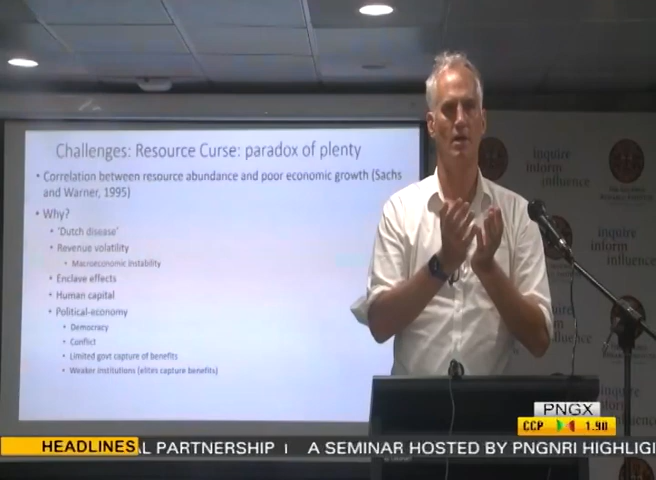 Challenges: Resource Curse: paradox of plenty
• Correlation between resource abundance and poor economic growth (Sachs
and Warner, 1995)
• Why?
• 'Dutch disease'
• Revenue volatility
• Macroeconomic Instability
• Enclave effects
• Human capital
• Political-economy
• Democracy
• Conflict
• Limited govt capture of benefits
• Weaker institutions (elites capture benefits)
inquire
inform
influence
inquire
inform
influence
PNGX
CCP 1.90
HEADLINES
L PARTNERSHIP I A SEMINAR HOSTED BY PNGNRI HIGHLIGI